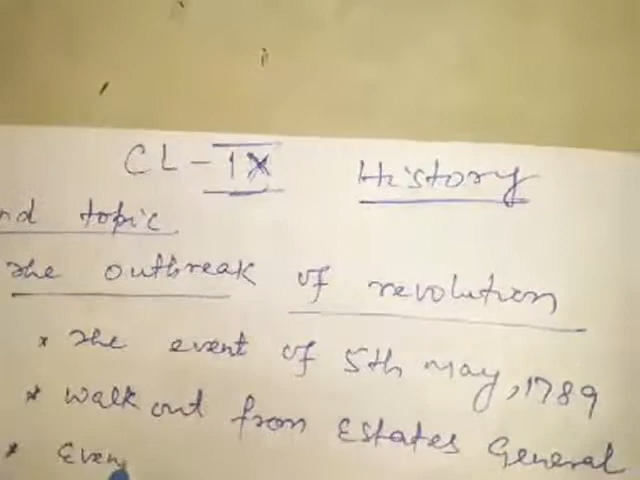 CL-IX History
nd topic
The outbreak of revolution
* The event of 5th may, 1789
* Walk out from Estates General
* Even